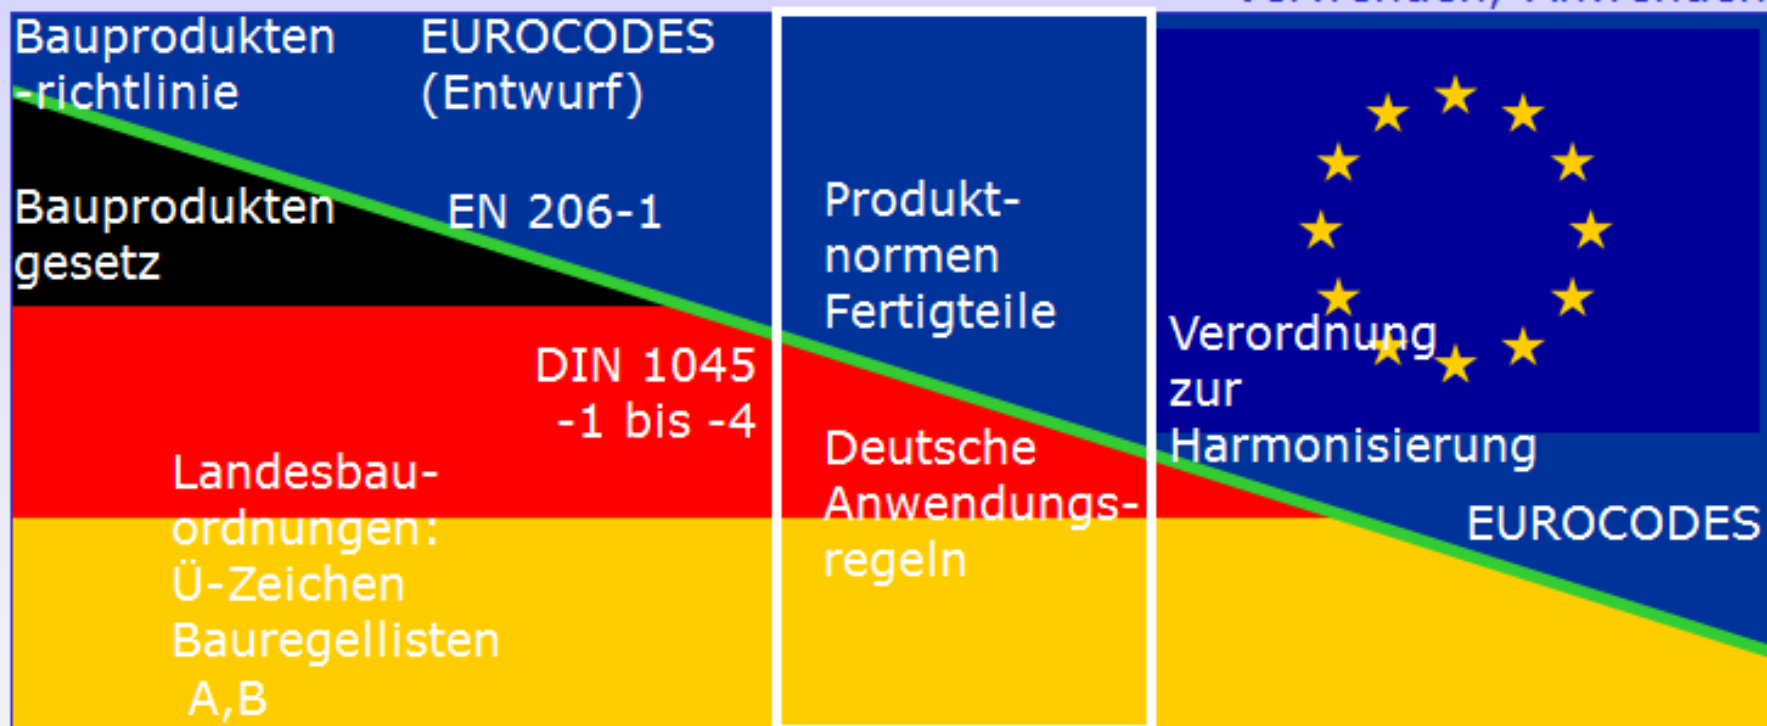 Bauprodukten
-richtlinie
EUROCODES
(Entwurf)
Bauprodukten
gesetz
EN 206-1
DIN 1045
-1 bis -4
Landesbau-
ordnungen:
Ü-Zeichen
Bauregellisten
A,B
Produkt-
normen
Fertigteile
Deutsche
Anwendungs-
regeln
Verordnung
zur
Harmonisierung
EUROCODES